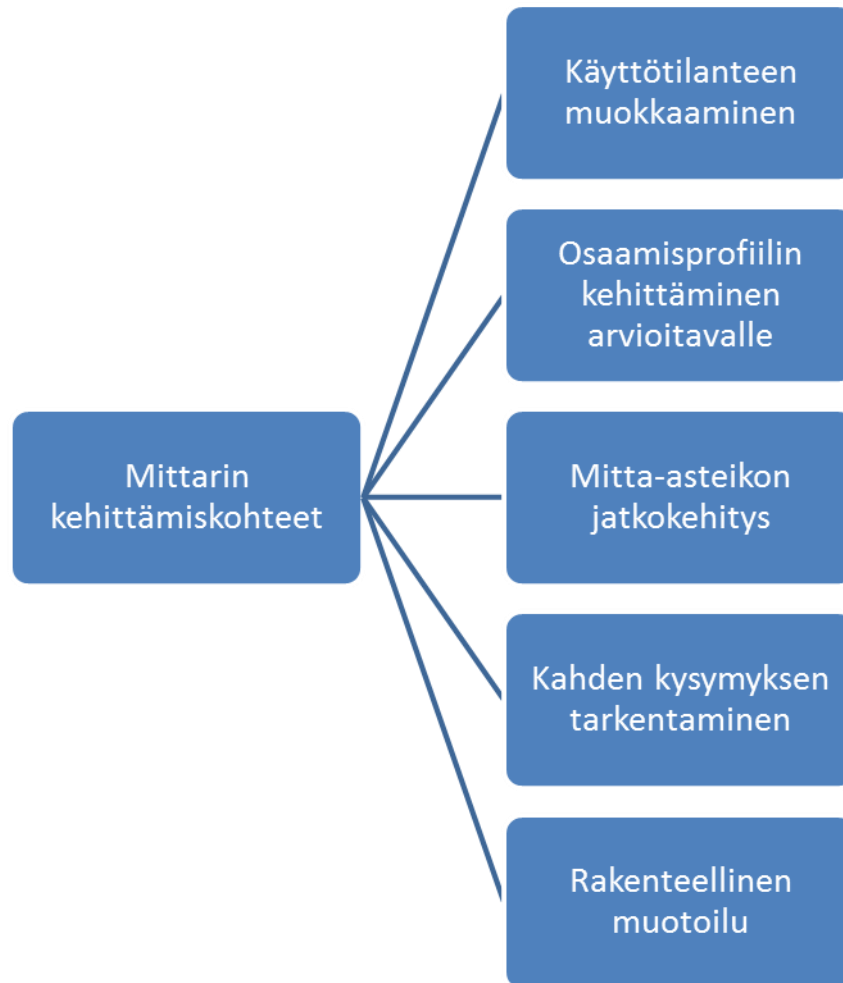 Käyttötilanteen
muokkaaminen
Osaamisprofiilin
kehittäminen
arvioitavalle
Mittarin
kehittämiskohteet
Mitta-asteikon
jatkokehitys
Kahden kysymyksen
tarkentaminen
Rakenteellinen
muotoilu